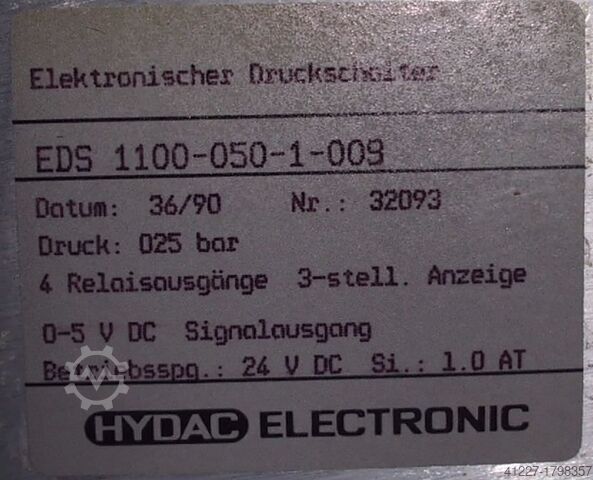 Elektronischer Druckschalter
EDS 1100-050-1-009
Datum: 36/90 Nr.: 32093
Druck: 025 bar
4 Relaisausgänge 3-stell. Anzeige
0-5 V DC Signalausgang
Betriebsspg.: 24 V DC Si.: 1.0 AT
HYDAC ELECTRONIC
41227-1798357